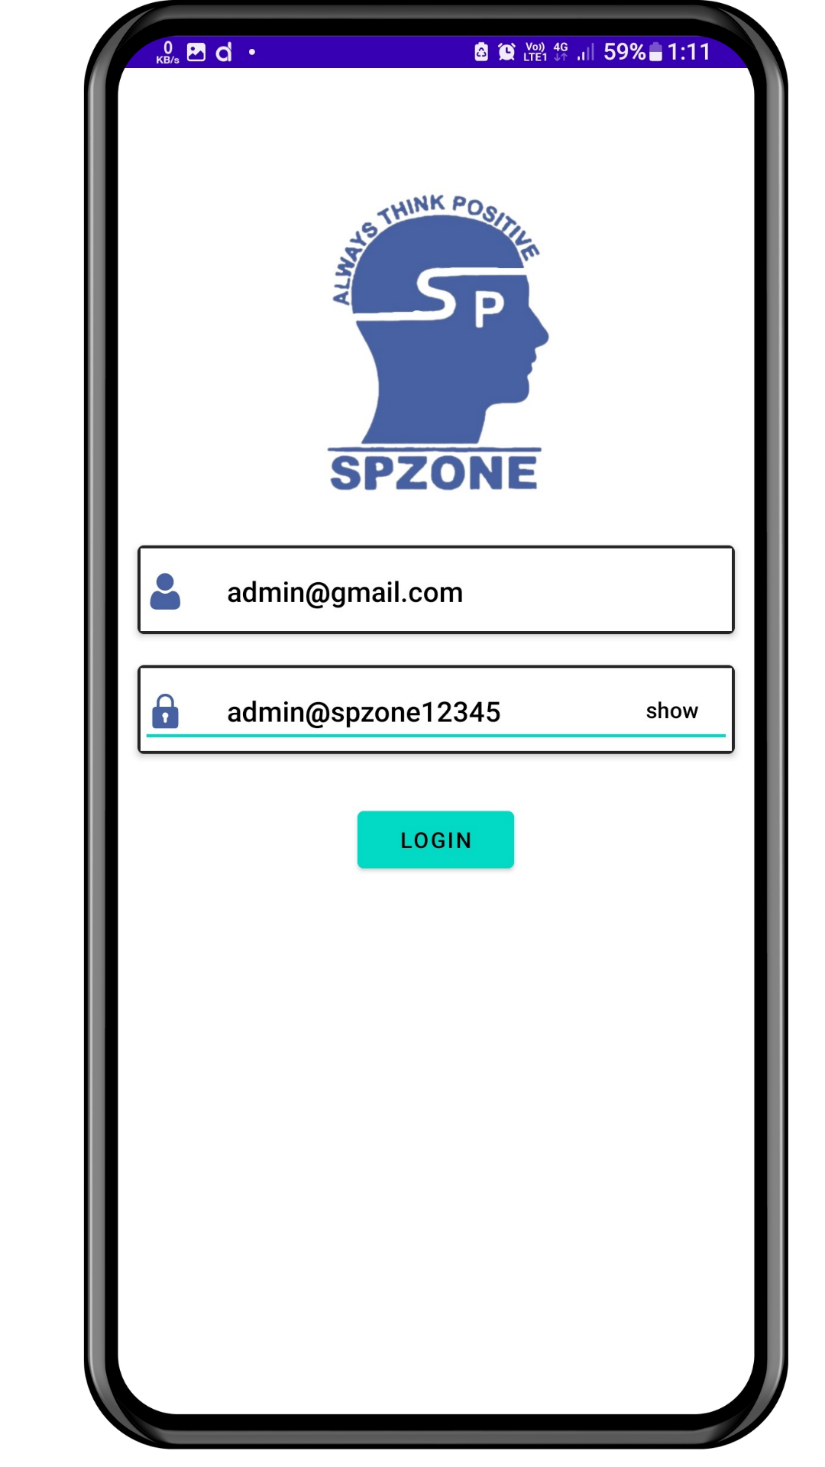 0 KB/s d Vo)) LTE1 4G 59% 1:11
ALWAYS THINK POSITIVE
SP
SPZONE
admin@gmail.com
admin@spzone12345 show
LOGIN